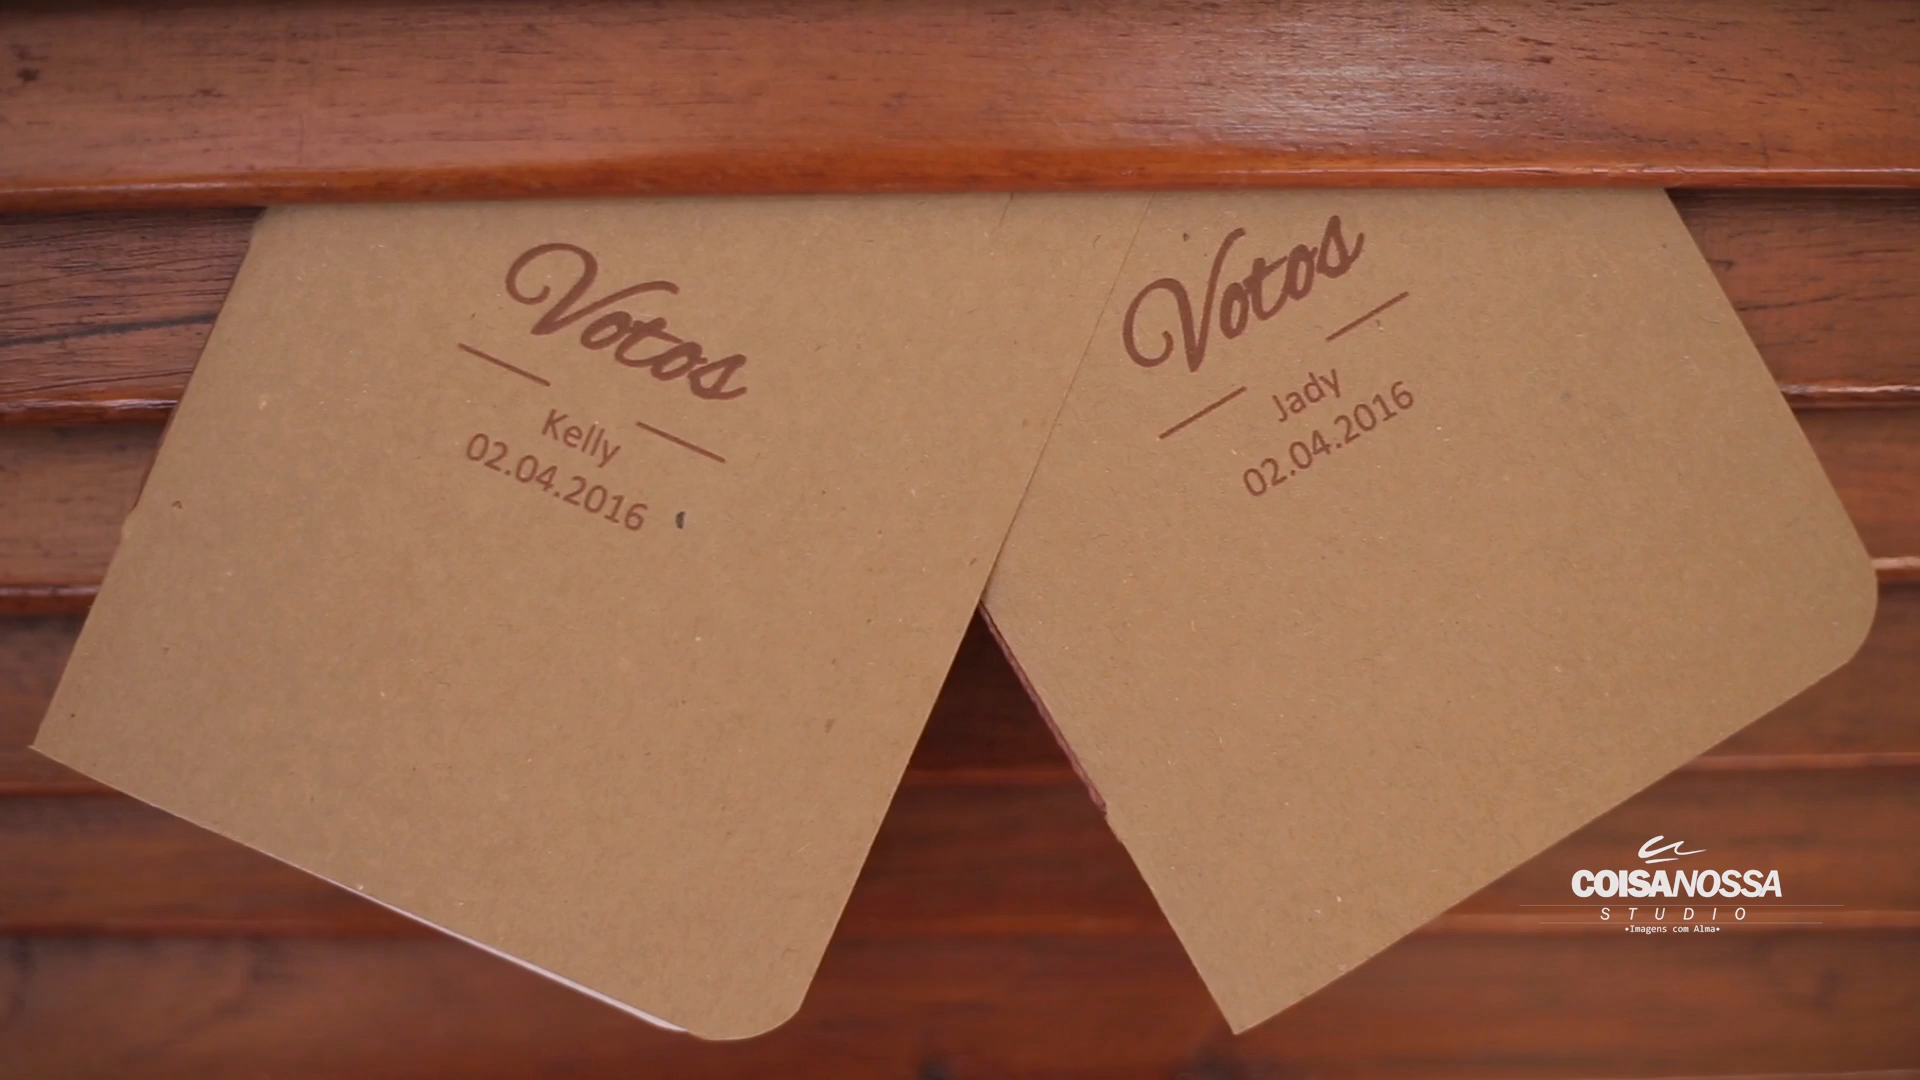 Votos
Kelly
02.04.2016
Votos
Jady
02.04.2016
COISANOSSA
STUDIO
•Imagens com Alma•